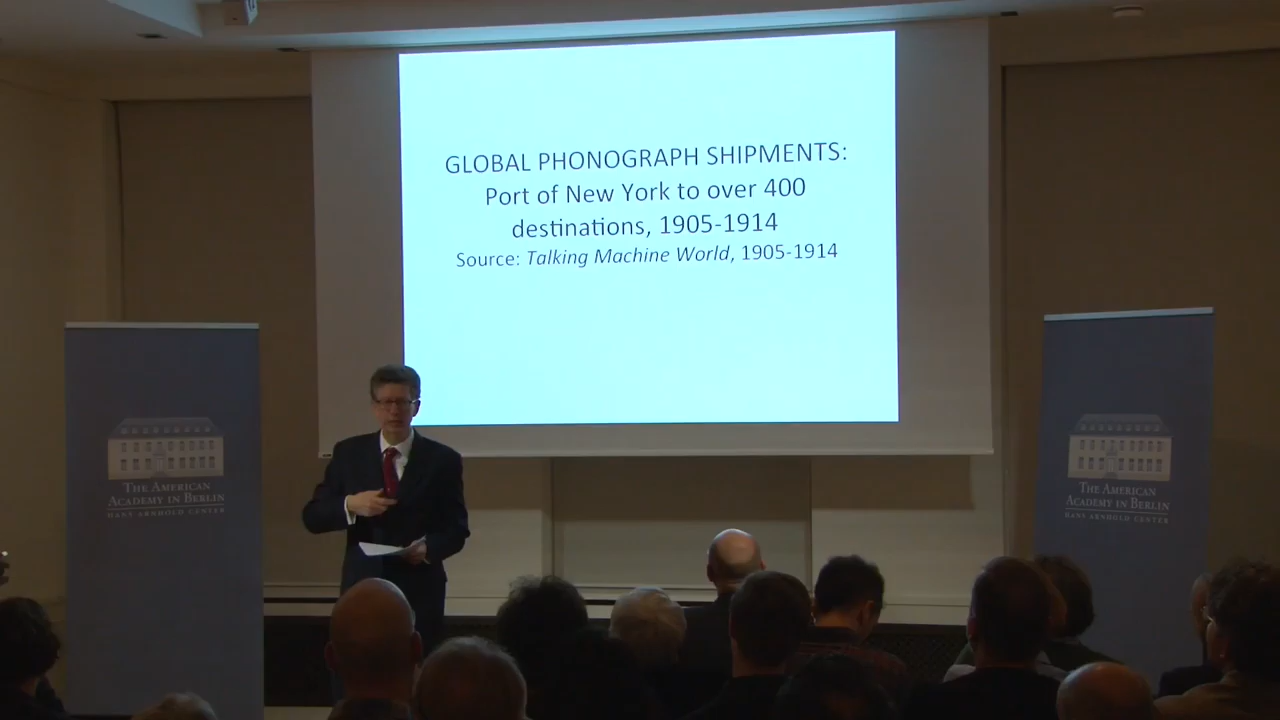 GLOBAL PHONOGRAPH SHIPMENTS:
Port of New York to over 400
destinations, 1905-1914
Source: Talking Machine World, 1905-1914
THE AMERICAN
ACADEMY IN BERLIN
HANS ARNHOLD CENTER
THE AMERICAN
ACADEMY IN BERLIN
HANS ARNHOLD CENTER